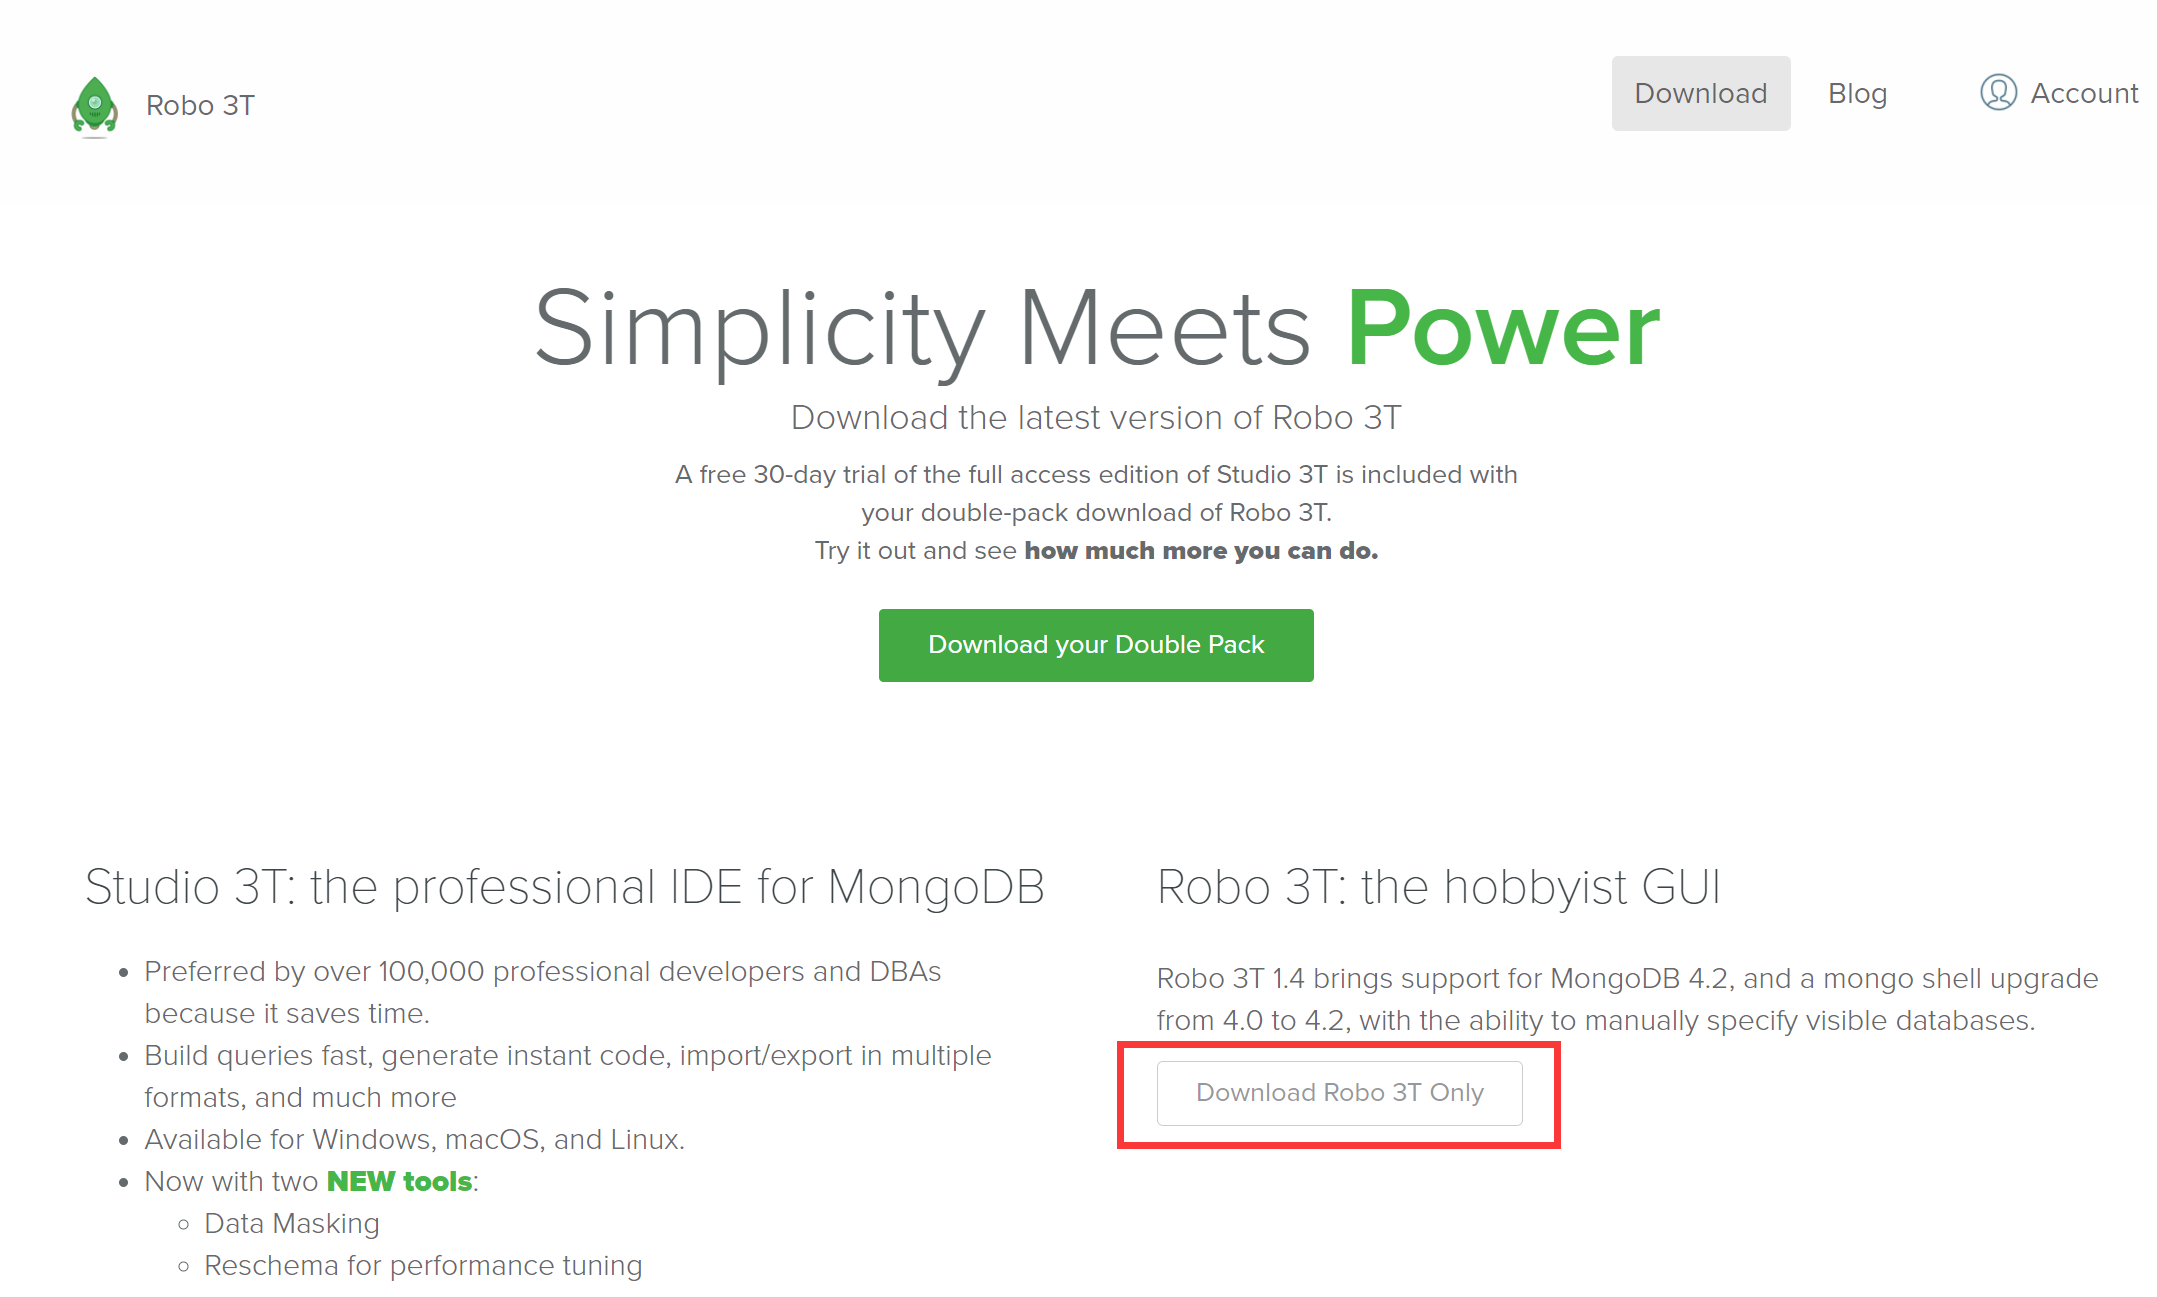 Robo 3T
Download
Blog
Account
Simplicity Meets Power
Download the latest version of Robo 3T
A free 30-day trial of the full access edition of Studio 3T is included with
your double-pack download of Robo 3T.
Try it out and see how much more you can do.
Download your Double Pack
Studio 3T: the professional IDE for MongoDB
Preferred by over 100,000 professional developers and DBAs
because it saves time.
Build queries fast, generate instant code, import/export in multiple
formats, and much more
Available for Windows, macOS, and Linux.
Now with two NEW tools:
Data Masking
Reschema for performance tuning
Robo 3T: the hobbyist GUI
Robo 3T 1.4 brings support for MongoDB 4.2, and a mongo shell upgrade
from 4.0 to 4.2, with the ability to manually specify visible databases.
Download Robo 3T Only